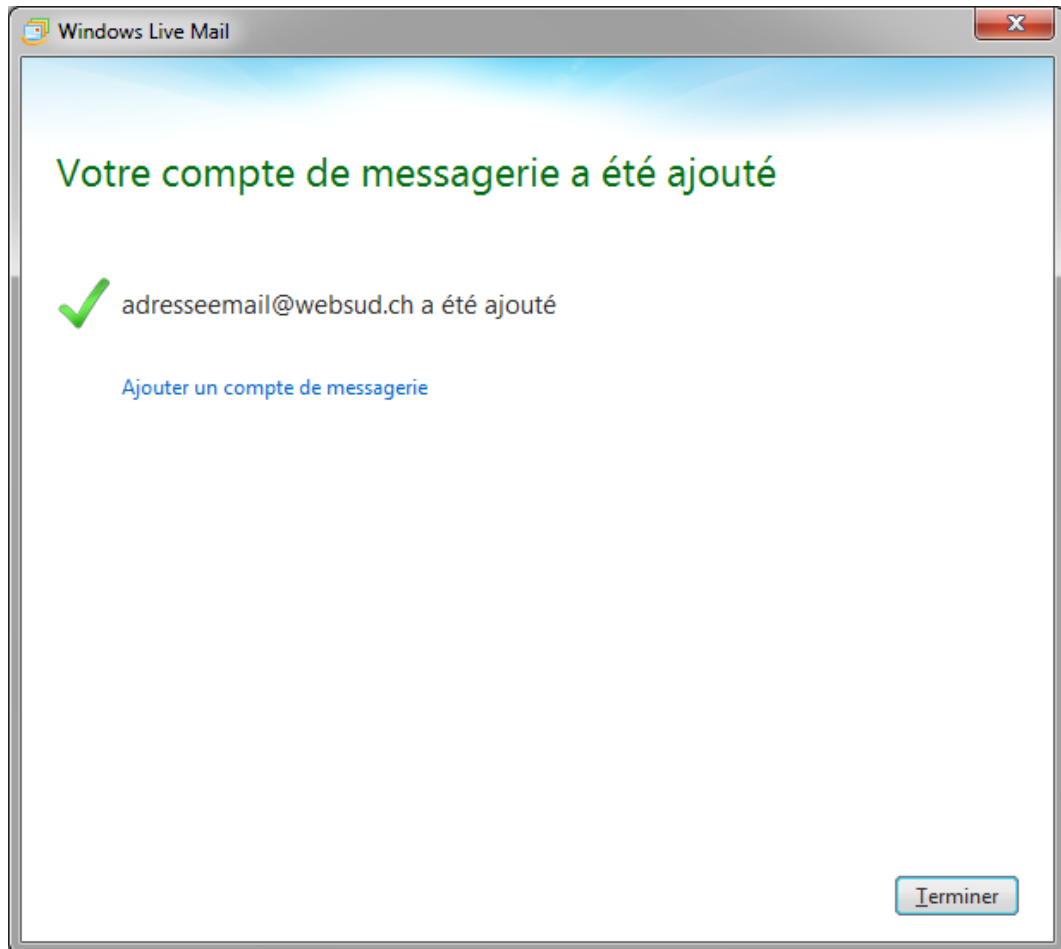 Windows Live Mail
Votre compte de messagerie a été ajouté
adresseemail@websud.ch a été ajouté
Ajouter un compte de messagerie
Terminer